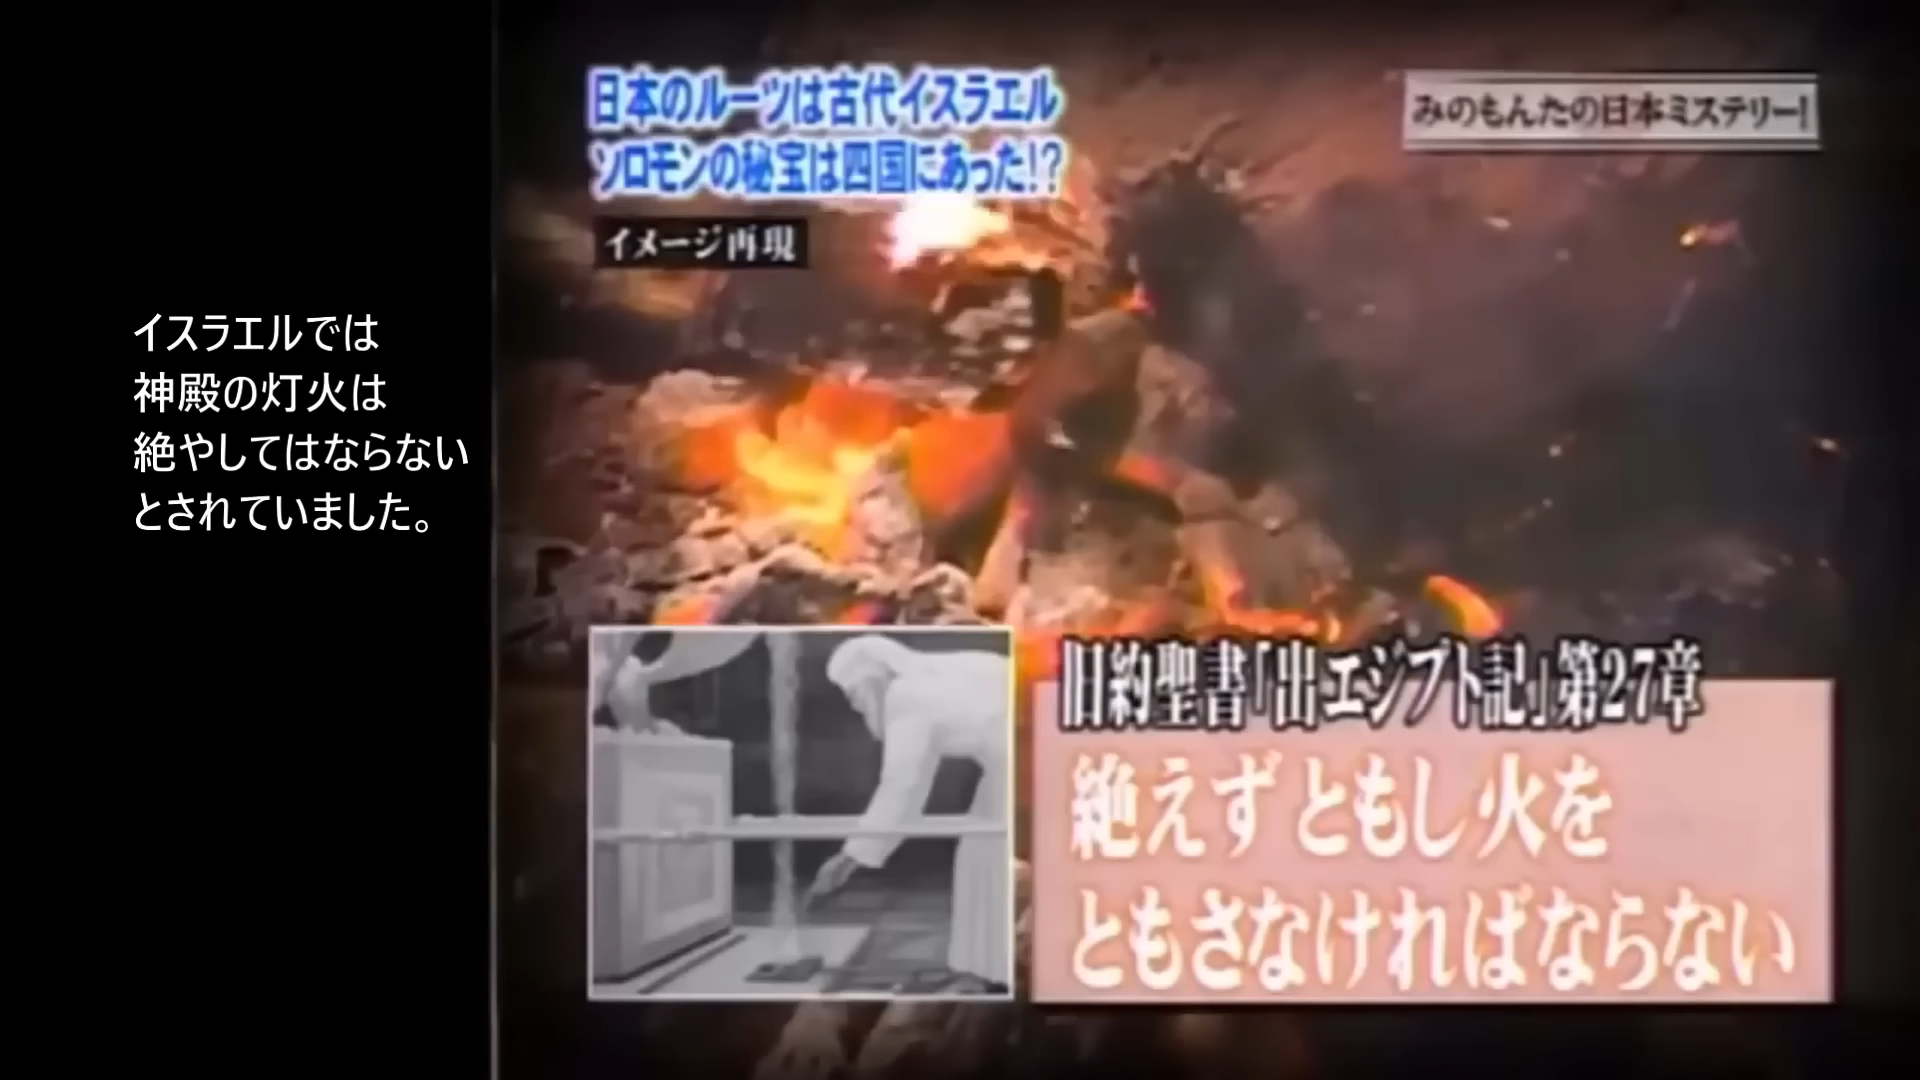 日本のルーツは古代イスラエル
ソロモンの秘宝は四国にあった!?
イメージ再現
みのもんたの日本ミステリー!
イスラエルでは
神殿の灯火は
絶やしてはならない
とされていました。
旧約聖書「出エジプト記」第27章
絶えずともし火を
ともさなければならない